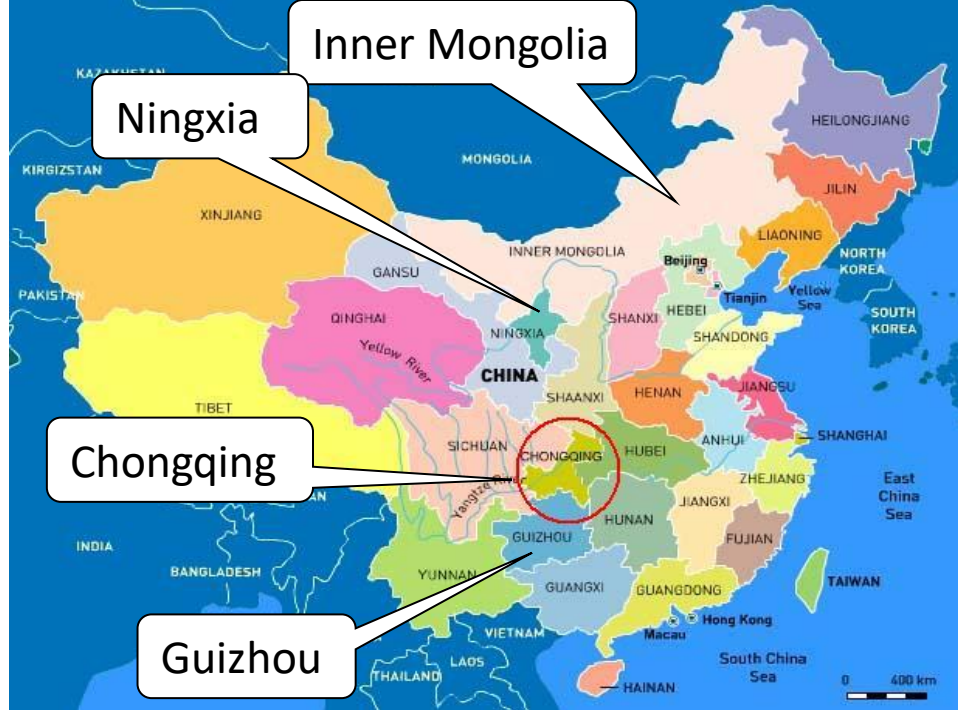 Inner Mongolia
KAZAKHSTAN
Ningxia
HEILONGJIANG
MONGOLIA
KIRGIZSTAN
JILIN
XINJIANG
LIAONING
INNER MONGOLIA
NORTH
KOREA
Beijing
GANSU
PAKISTAN
Tianjin
Yellow
Sea
HEBEI
SOUTH
KOREA
QINGHAI
SHANXI
NINGXIA
SHANDONG
Yellow River
CHINA
HENAN
JIANGSU
SHAANXI
TIBET
SHANGHAI
ANHUI
SICHUAN
HUBEI
CHONGQING
Chongqing
ZHEJIANG
Yangtze River
East
China
Sea
JIANGXI
HUNAN
GUIZHOU
FUJIAN
INDIA
BANGLADESH
YUNNAN
GUANGXI
GUANGDONG
TAIWAN
Hong Kong
Macau
VIETNAM
Guizhou
LAOS
THAILAND
South China
Sea
HAINAN
0 400 km